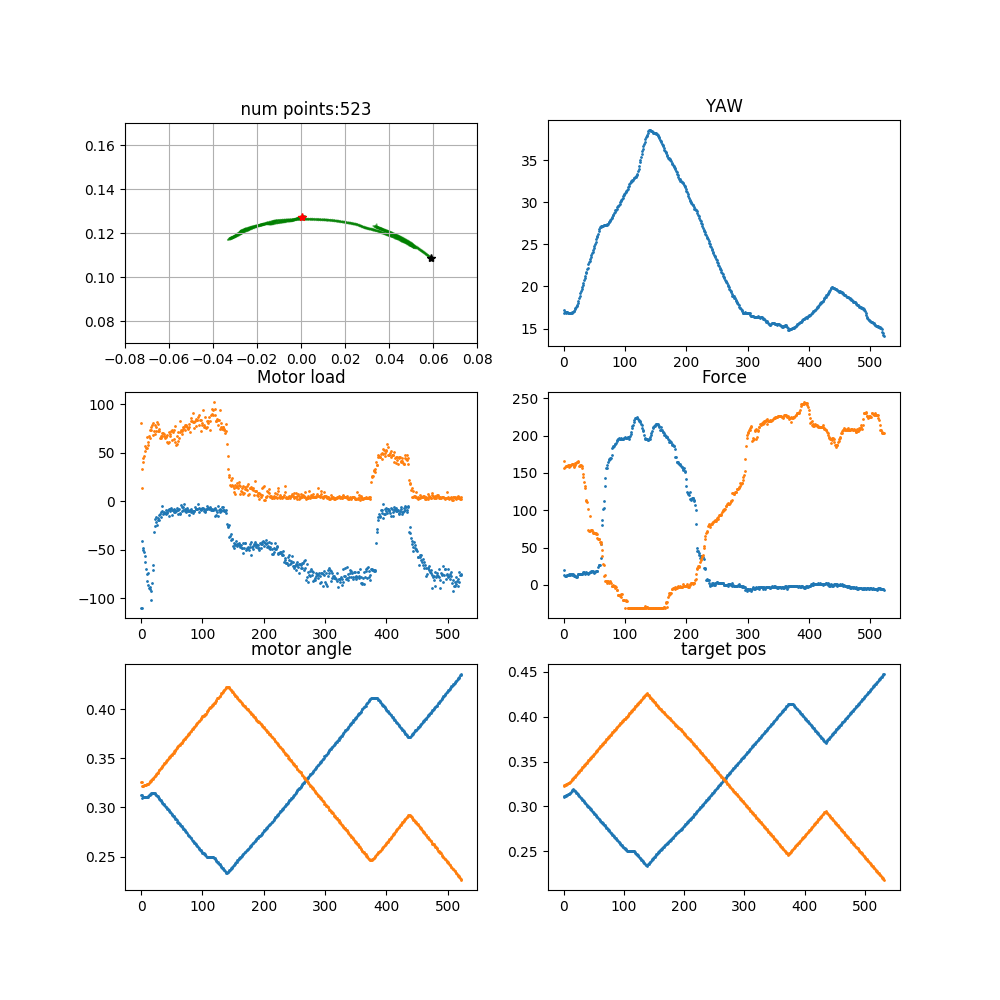 num points:523
0.16
0.14
0.12
0.10
0.08
−0.08 −0.06 −0.04 −0.02 0.00 0.02 0.04 0.06 0.08
YAW
35
30
25
20
15
0 100 200 300 400 500
Motor load
100
50
0
−50
−100
0 100 200 300 400 500
Force
250
200
150
100
50
0
0 100 200 300 400 500
motor angle
0.40
0.35
0.30
0.25
0 100 200 300 400 500
target pos
0.45
0.40
0.35
0.30
0.25
0 100 200 300 400 500